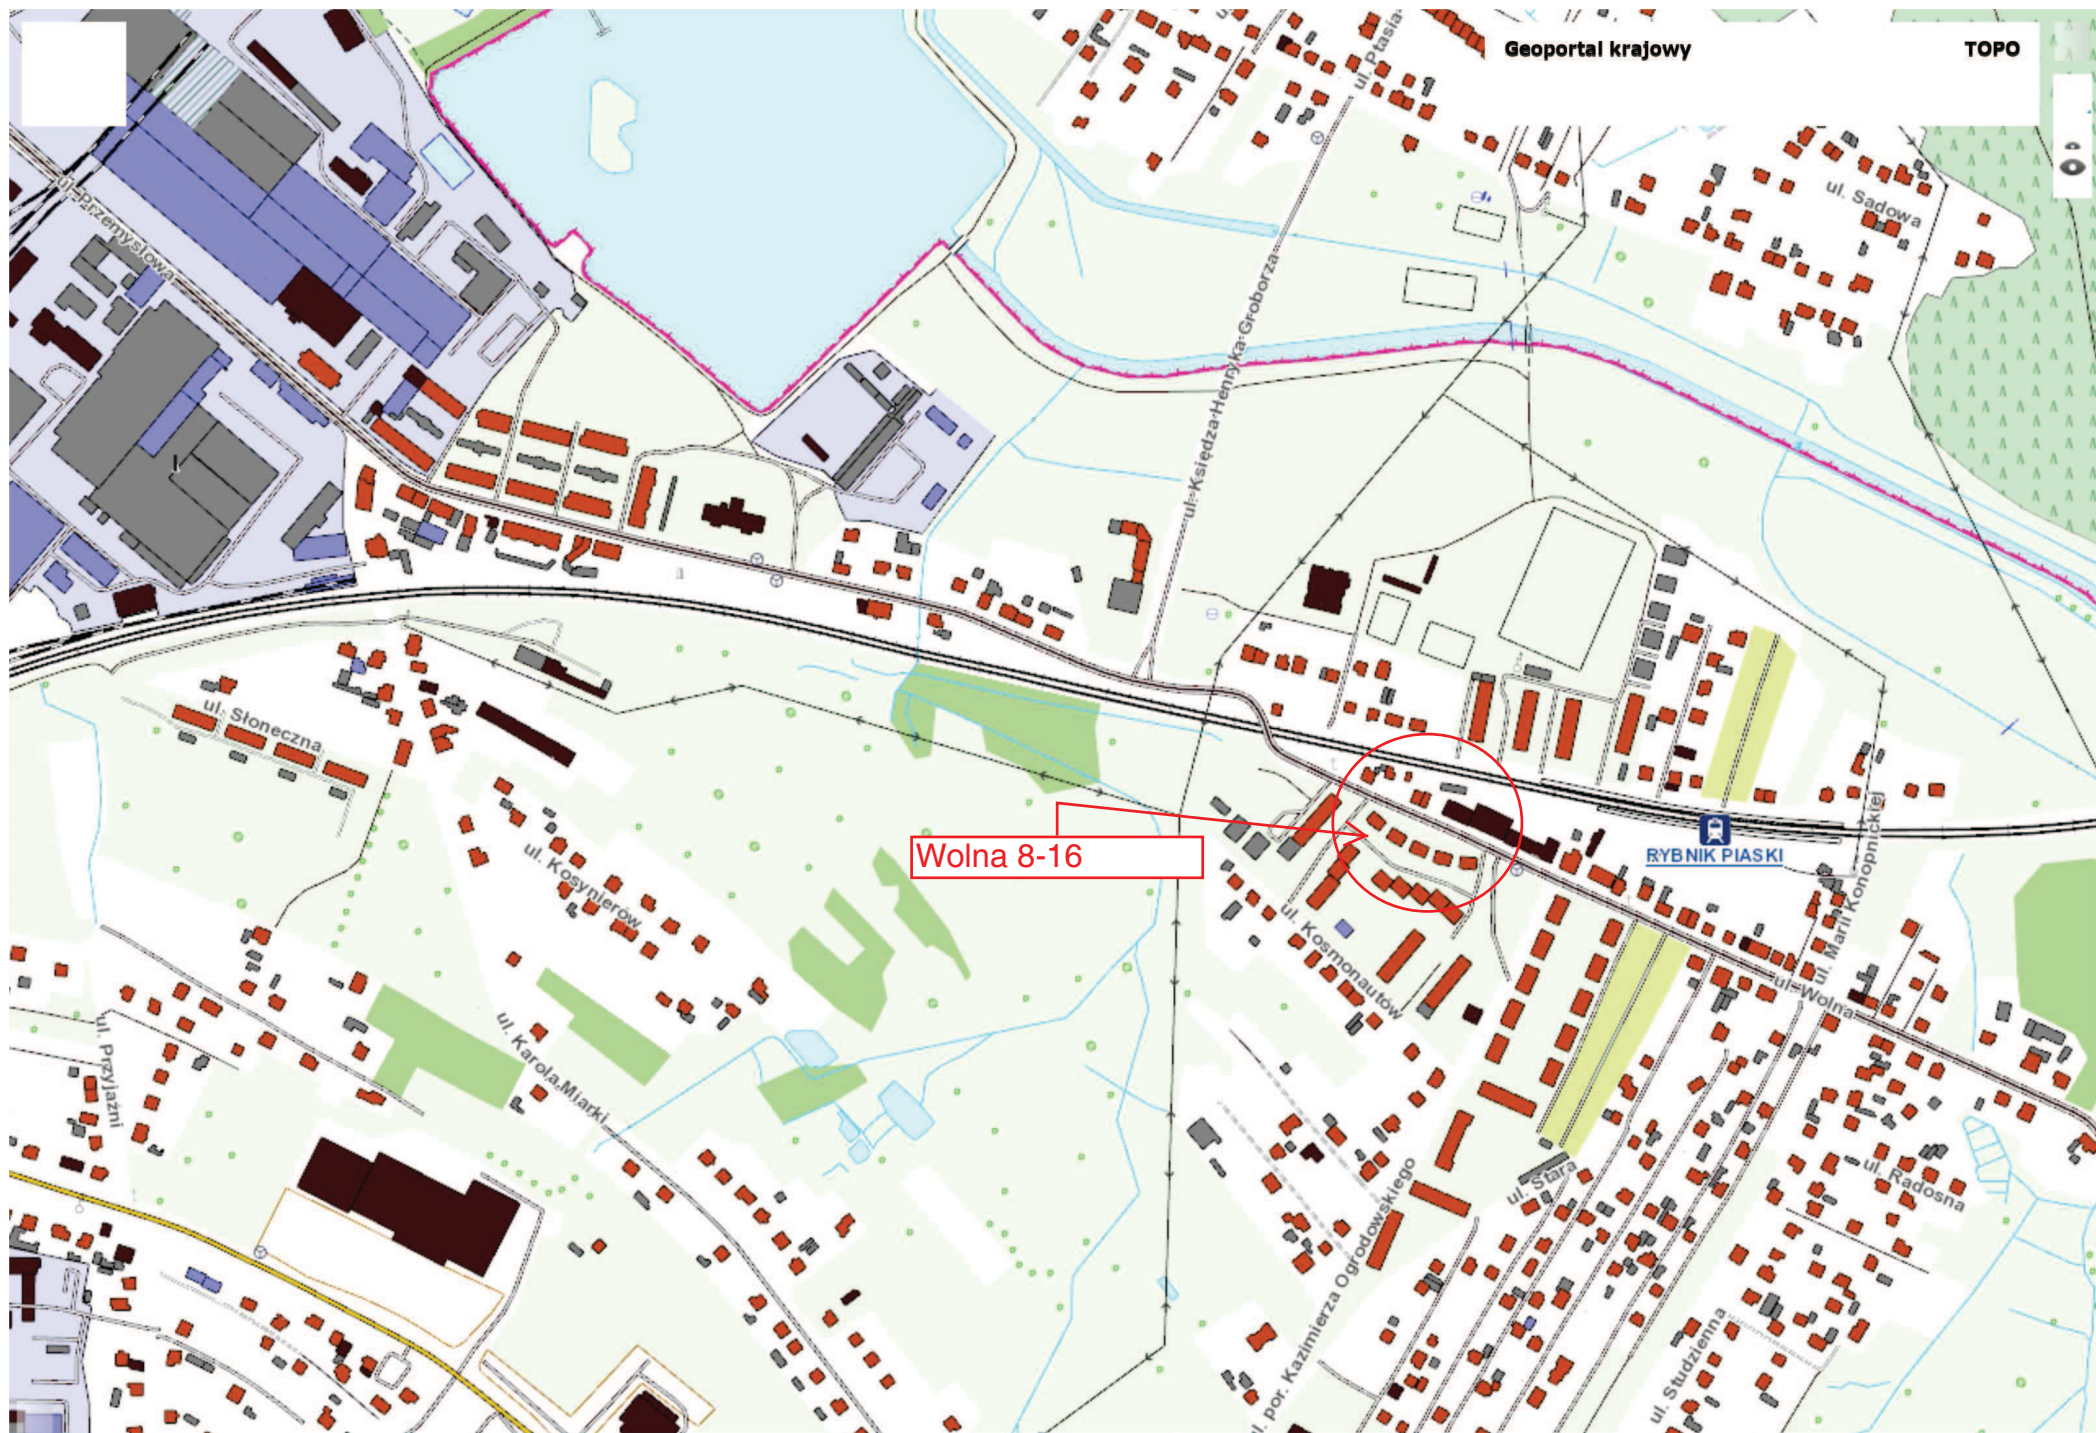 Geoportal krajowy
TOPO
ul. Ptasia
ul. Sadowa
ul. Przemysłowa
ul. Księdza Henryka Groborza
ul. Słoneczna
ul. Kosynierów
Wolna 8-16
RYBNIK PIASKI
ul. Marii Konopnickiej
ul. Kosmonautów
ul. Wolna
ul. Przyjaźni
ul. Karola Miarki
ul. Stara
ul. Radosna
ul. por. Kazimierza Ogrodowskiego
ul. Studzienna